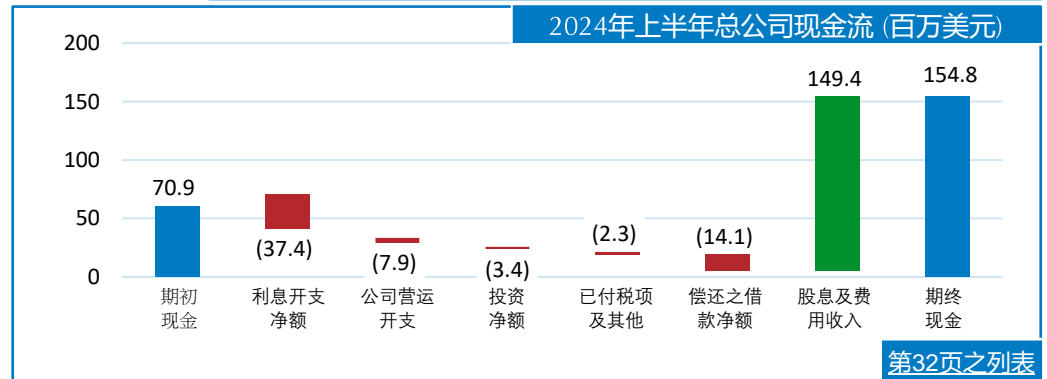 2024年上半年总公司现金流 (百万美元)
200
150
100
50
0
70.9
(37.4)
(7.9)
(3.4)
(2.3)
(14.1)
149.4
154.8
期初
现金
利息开支
净额
公司营运
开支
投资
净额
已付税项
及其他
偿还之借
款净额
股息及费
用收入
期终
现金
第32页之列表